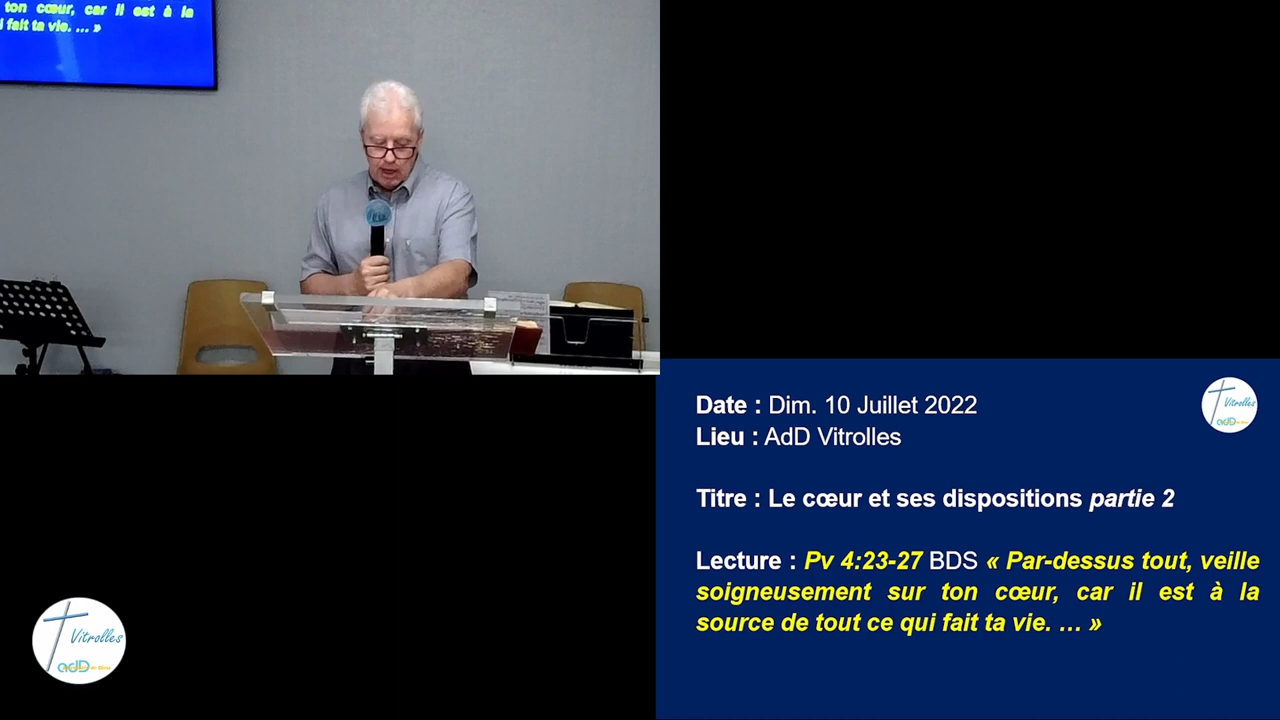 ton cœur, car il est à la
fait ta vie. ... »
Date : Dim. 10 Juillet 2022
Lieu : AdD Vitrolles
Vitrolles
adD
Titre : Le cœur et ses dispositions partie 2
Lecture : Pv 4:23-27 BDS « Par-dessus tout, veille
soigneusement sur ton cœur, car il est à la
source de tout ce qui fait ta vie. ... »
Vitrolles
adD